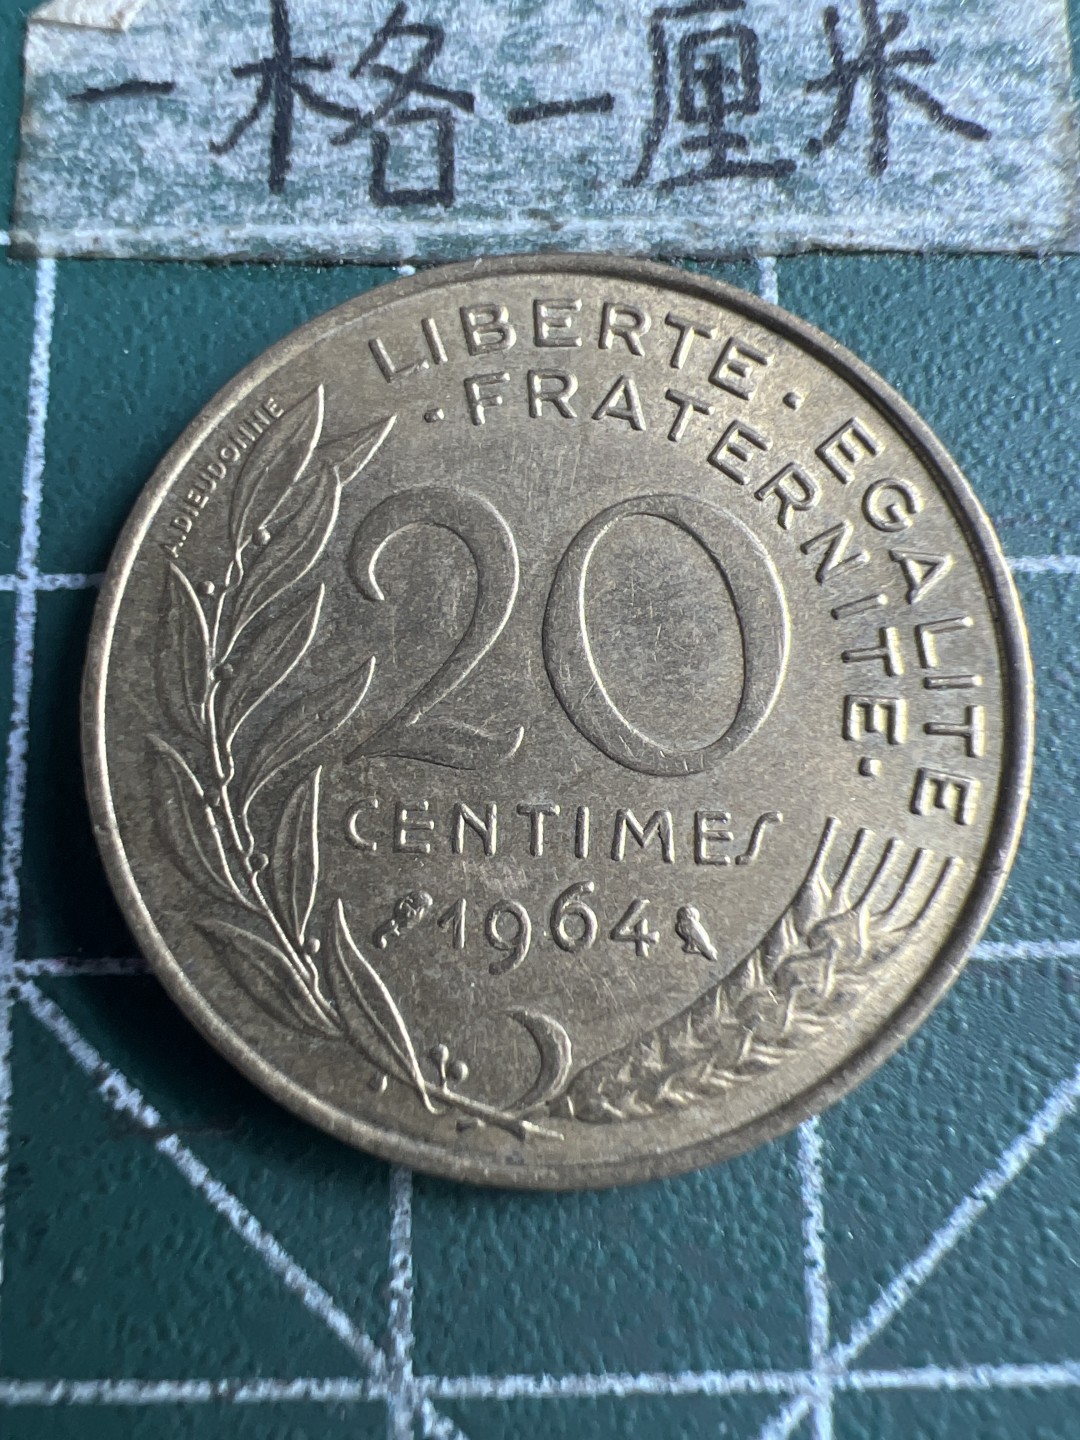 一格一厘米
LIBERTE · EGALITE
· FRATERNITE ·
A.DIEUDONNE
20
CENTIMES
1964